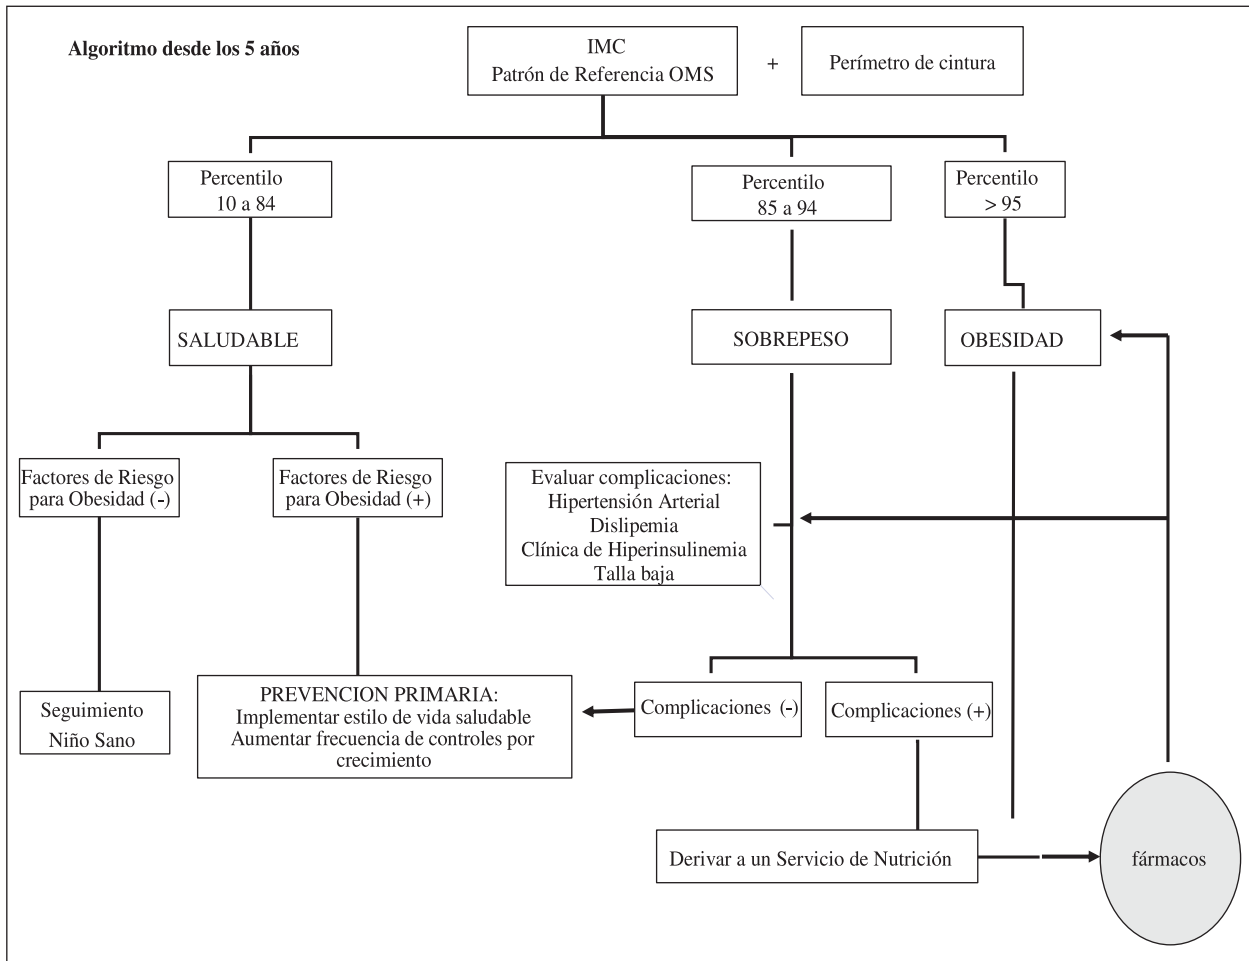 Algoritmo desde los 5 años
IMC
Patrón de Referencia OMS
+
Perímetro de cintura
Percentilo
10 a 84
Percentilo
85 a 94
Percentilo
> 95
SALUDABLE
SOBREPESO
OBESIDAD
Factores de Riesgo
para Obesidad (-)
Factores de Riesgo
para Obesidad (+)
Evaluar complicaciones:
Hipertensión Arterial
Dislipemia
Clínica de Hiperinsulinemia
Talla baja
Seguimiento
Niño Sano
PREVENCION PRIMARIA:
Implementar estilo de vida saludable
Aumentar frecuencia de controles por
crecimiento
Complicaciones (-)
Complicaciones (+)
Derivar a un Servicio de Nutrición
fármacos